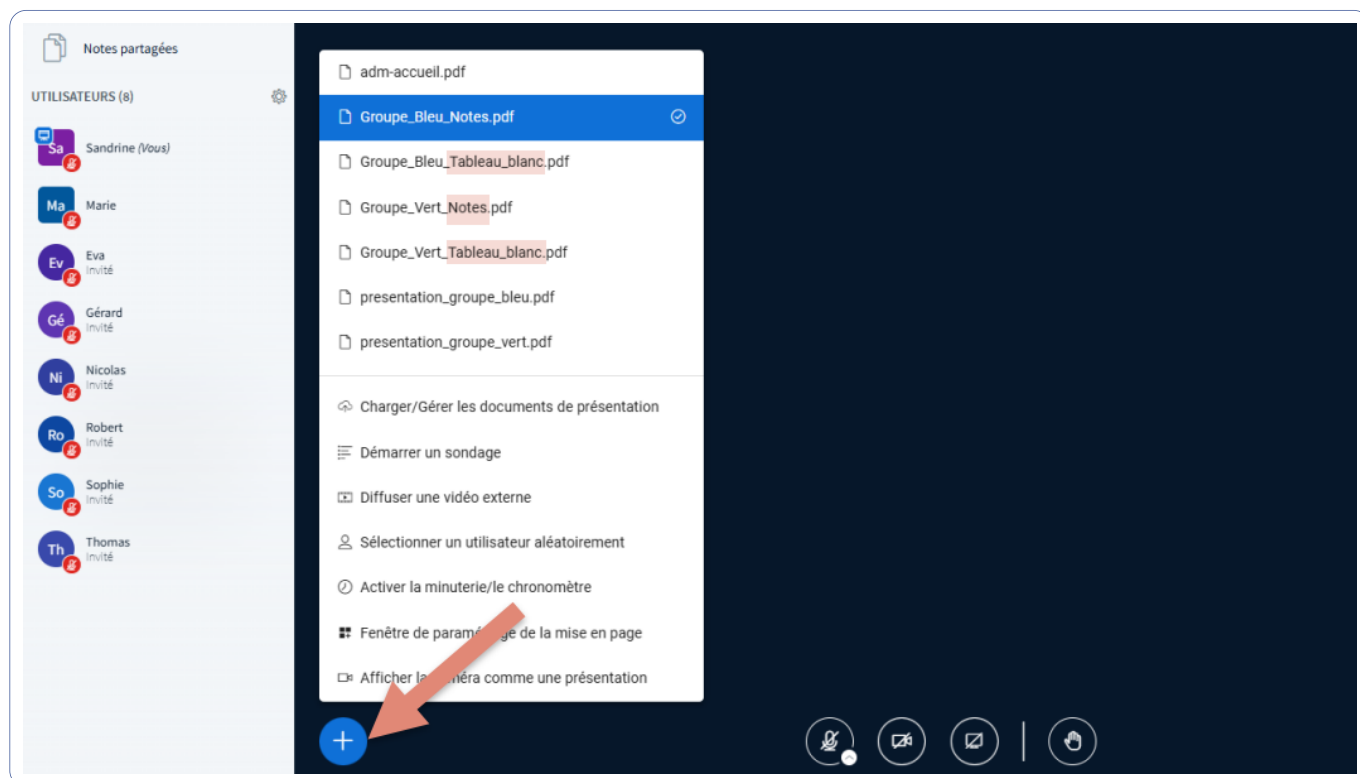 Notes partagées
UTILISATEURS (8)
Sa
Sandrine (Vous)
Ma
Marie
Ev
Eva
Invité
Gé
Gérard
Invité
Ni
Nicolas
Invité
Ro
Robert
Invité
So
Sophie
Invité
Th
Thomas
Invité
adm-accueil.pdf
Groupe_Bleu_Notes.pdf
Groupe_Bleu_Tableau_blanc.pdf
Groupe_Vert_Notes.pdf
Groupe_Vert_Tableau_blanc.pdf
presentation_groupe_bleu.pdf
presentation_groupe_vert.pdf
Charger/Gérer les documents de présentation
Démarrer un sondage
Diffuser une vidéo externe
Sélectionner un utilisateur aléatoirement
Activer la minuterie/le chronomètre
Fenêtre de de la mise en page
Afficher comme une présentation